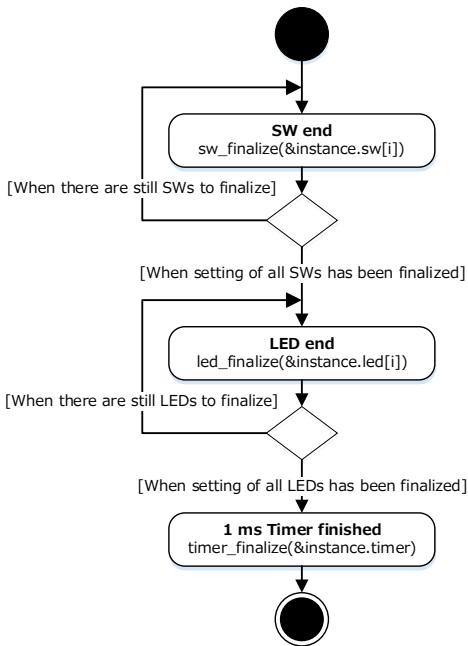 SW end
sw_finalize(&instance.sw[i])
[When there are still SWs to finalize]
[When setting of all SWs has been finalized]
LED end
led_finalize(&instance.led[i])
[When there are still LEDs to finalize]
[When setting of all LEDs has been finalized]
1 ms Timer finished
timer_finalize(&instance.timer)